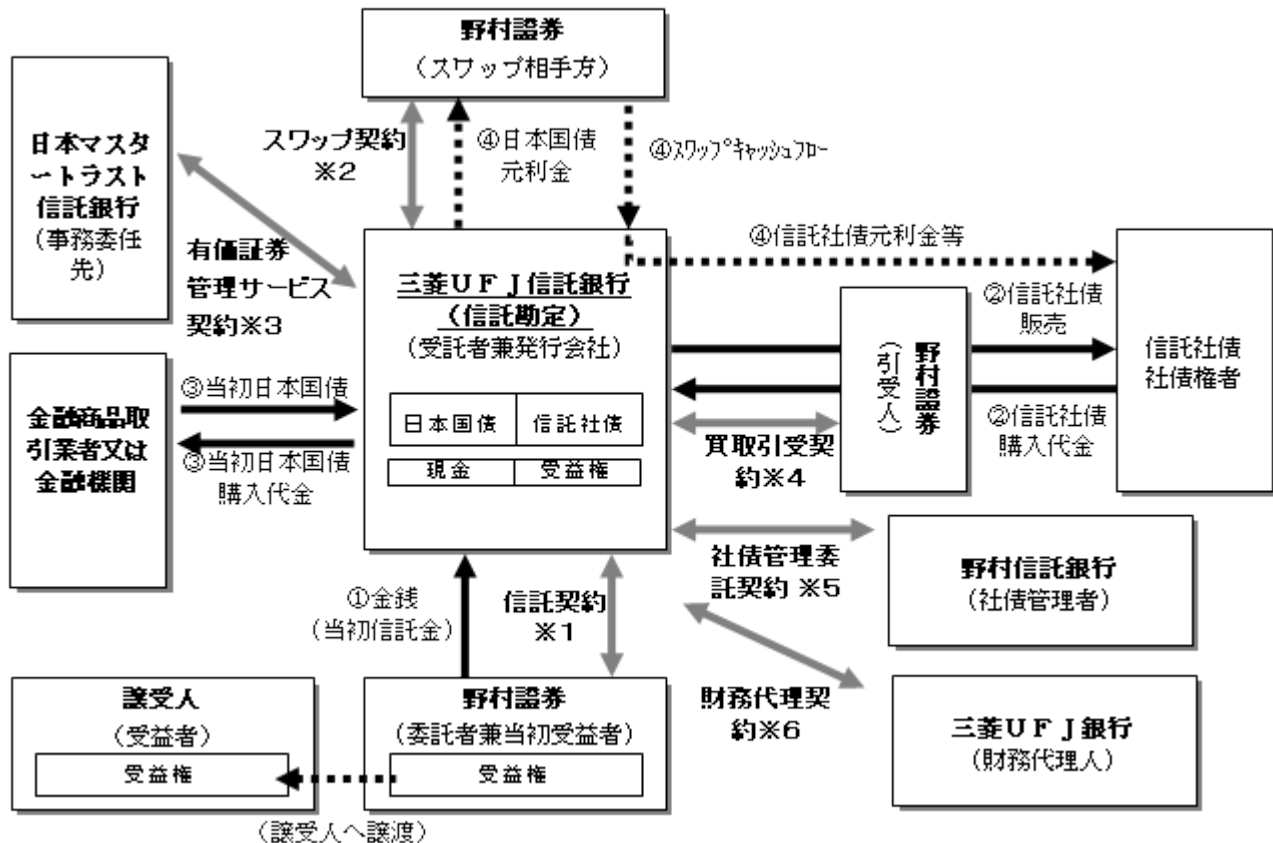 野村證券
（スワップ相手方）
日本マスタ
ートラスト
信託銀行
（事務委任
先）
スワップ契約
※2
④日本国債
元利金
④スワップキャッシュフロー
有価証券
管理サービス
契約※3
三菱ＵＦＪ信託銀行
（信託勘定）
（受託者兼発行会社）
日本国債
信託社債
現金
受益権
④信託社債元利金等
②信託社債
販売
野村證券
（引受人）
信託社債
社債権者
②信託社債
購入代金
買取引受契
約※4
金融商品取
引業者又は
金融機関
③当初日本国債
③当初日本国債
購入代金
社債管理委
託契約 ※5
野村信託銀行
（社債管理者）
①金銭
（当初信託金）
信託契約
※1
財務代理契
約※6
三菱ＵＦＪ銀行
（財務代理人）
譲受人
（受益者）
受益権
野村證券
（委託者兼当初受益者）
受益権
（譲受人へ譲渡）